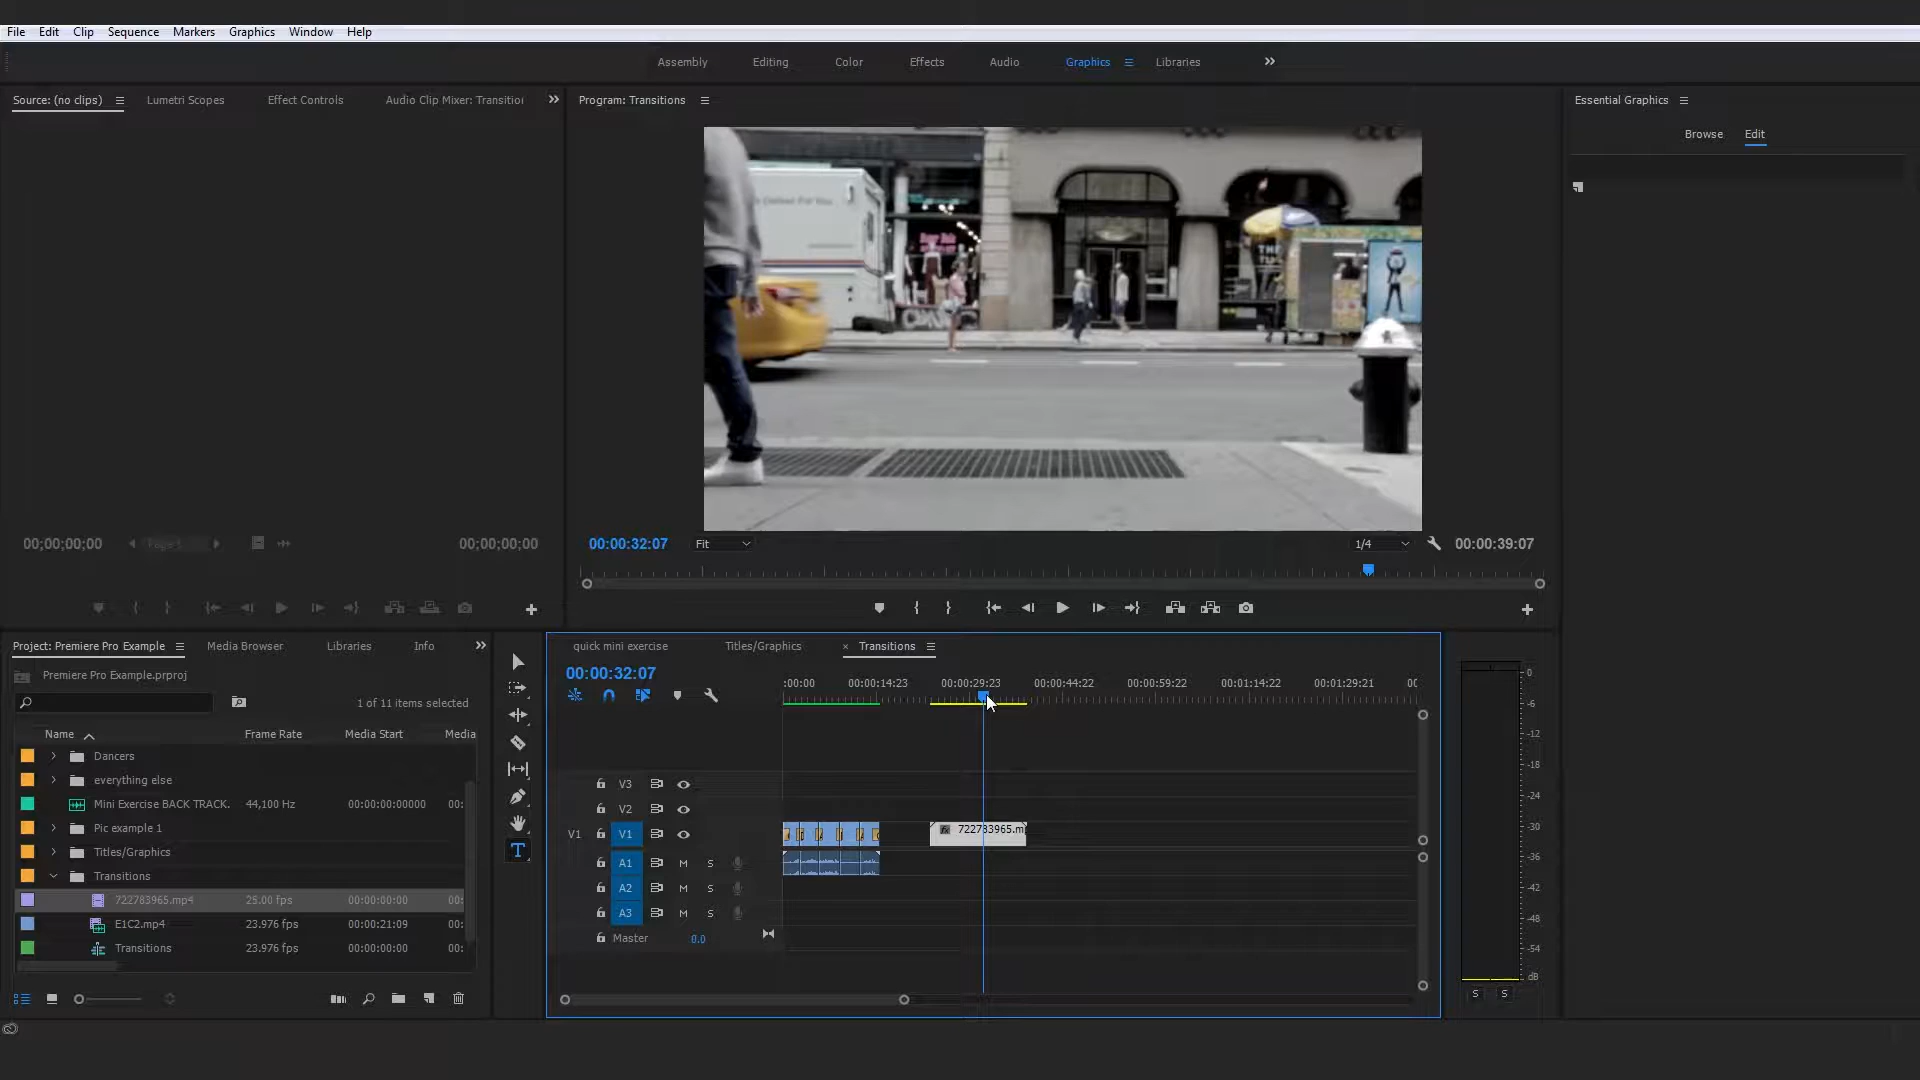 File Edit Clip Sequence Markers Graphics Window Help
Assembly Editing Color Effects Audio Graphics Libraries
Source: (no clips) Lumetri Scopes Effect Controls Audio Clip Mixer: Transition
Program: Transitions
Essential Graphics
Browse Edit
00;00;00;00 Page 1 00;00;00;00
00:00:32:07 Fit 1/4 00:00:39:07
Project: Premiere Pro Example Media Browser Libraries Info
quick mini exercise Titles/Graphics × Transitions
Premiere Pro Example.prproj
00:00:32:07
1 of 11 items selected
:00:00 00:00:14:23 00:00:29:23 00:00:44:22 00:00:59:22 00:01:14:22 00:01:29:21 00
Name Frame Rate Media Start Media
Dancers
everything else
Mini Exercise BACK TRACK. 44,100 Hz 00:00:00:00000 00:
Pic example 1
Titles/Graphics
Transitions
722783965.mp4 25.00 fps 00:00:00:00 00:
E1C2.mp4 23.976 fps 00:00:21:09 00:
Transitions 23.976 fps 00:00:00:00 00:
V3
V2
V1 V1 722783965.m
A1 M S
A2 M S
A3 M S
Master 0.0
0
-6
-12
-18
-24
-30
-36
-42
-48
-54
dB
S S